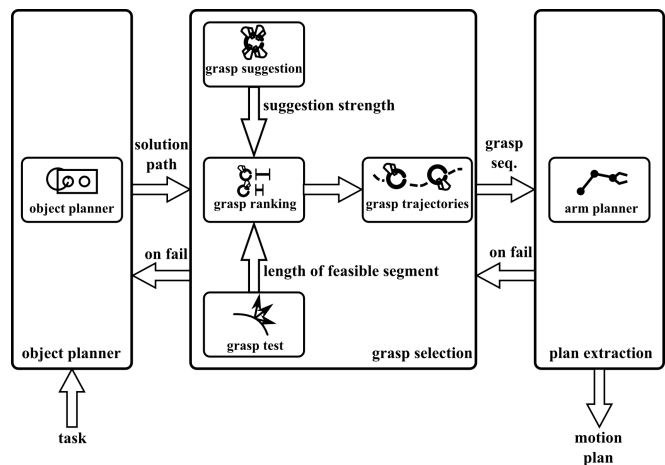 grasp suggestion
suggestion strength
solution
path
grasp
seq.
object planner
grasp ranking
grasp trajectories
arm planner
on fail
length of feasible segment
on fail
grasp test
object planner
grasp selection
plan extraction
task
motion
plan